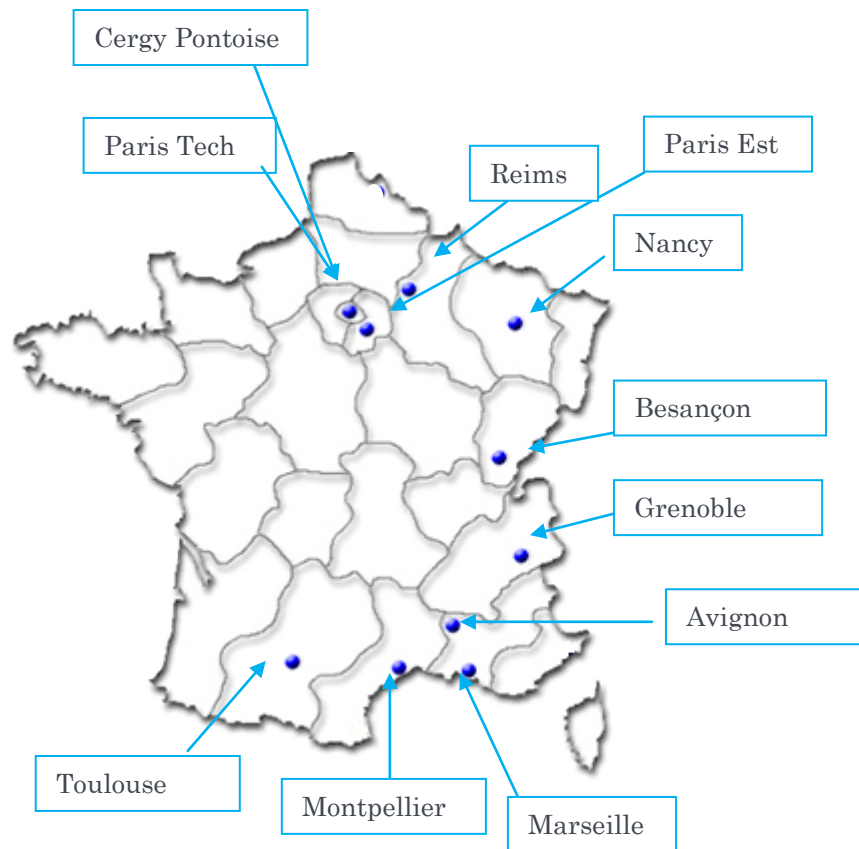 Cergy Pontoise
Paris Tech
Paris Est
Reims
Nancy
Besançon
Grenoble
Avignon
Toulouse
Montpellier
Marseille